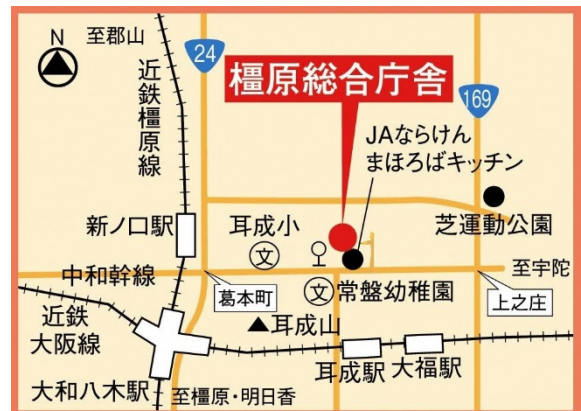 N
至郡山
24
近鉄橿原線
橿原総合庁舎
169
JAならけん
まほろばキッチン
新ノ口駅
耳成小
文
芝運動公園
中和幹線
至宇陀
葛本町
文
常盤幼稚園
上之庄
近鉄
大阪線
耳成山
耳成駅
大福駅
大和八木駅
至橿原・明日香